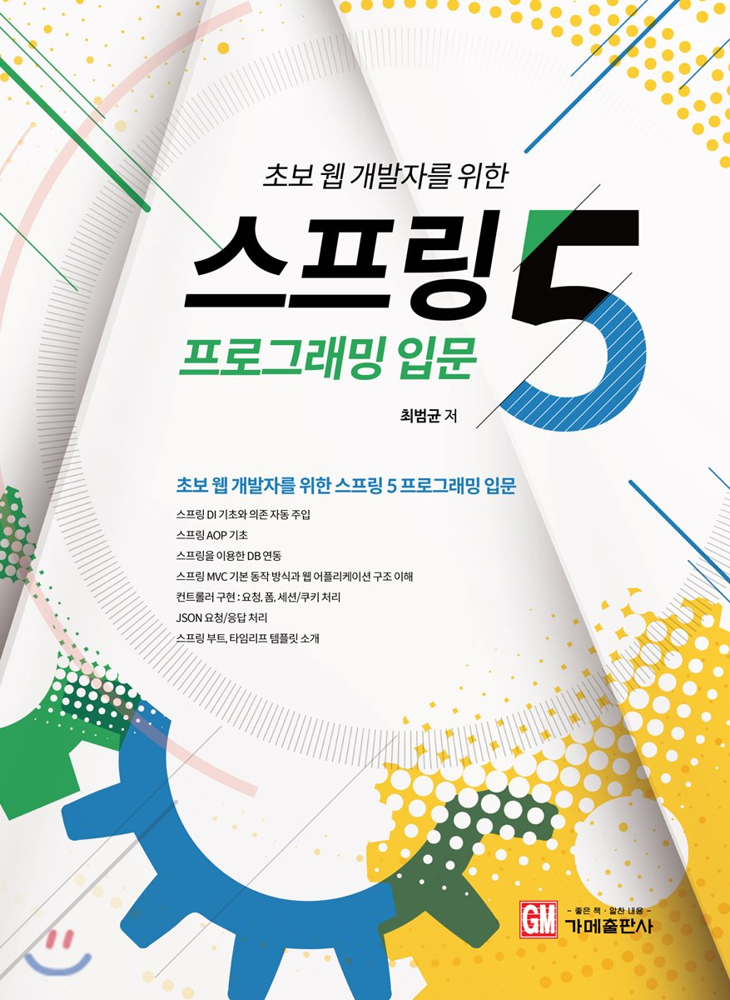 초보 웹 개발자를 위한
스프링 5
프로그래밍 입문
최범균 저
초보 웹 개발자를 위한 스프링 5 프로그래밍 입문
스프링 DI 기초와 의존 자동 주입
스프링 AOP 기초
스프링을 이용한 DB 연동
스프링 MVC 기본 동작 방식과 웹 어플리케이션 구조 이해
컨트롤러 구현 : 요청, 폼, 세션/쿠키 처리
JSON 요청/응답 처리
스프링 부트, 타임리프 템플릿 소개
GM
- 좋은 책 · 알찬 내용 -
가메출판사